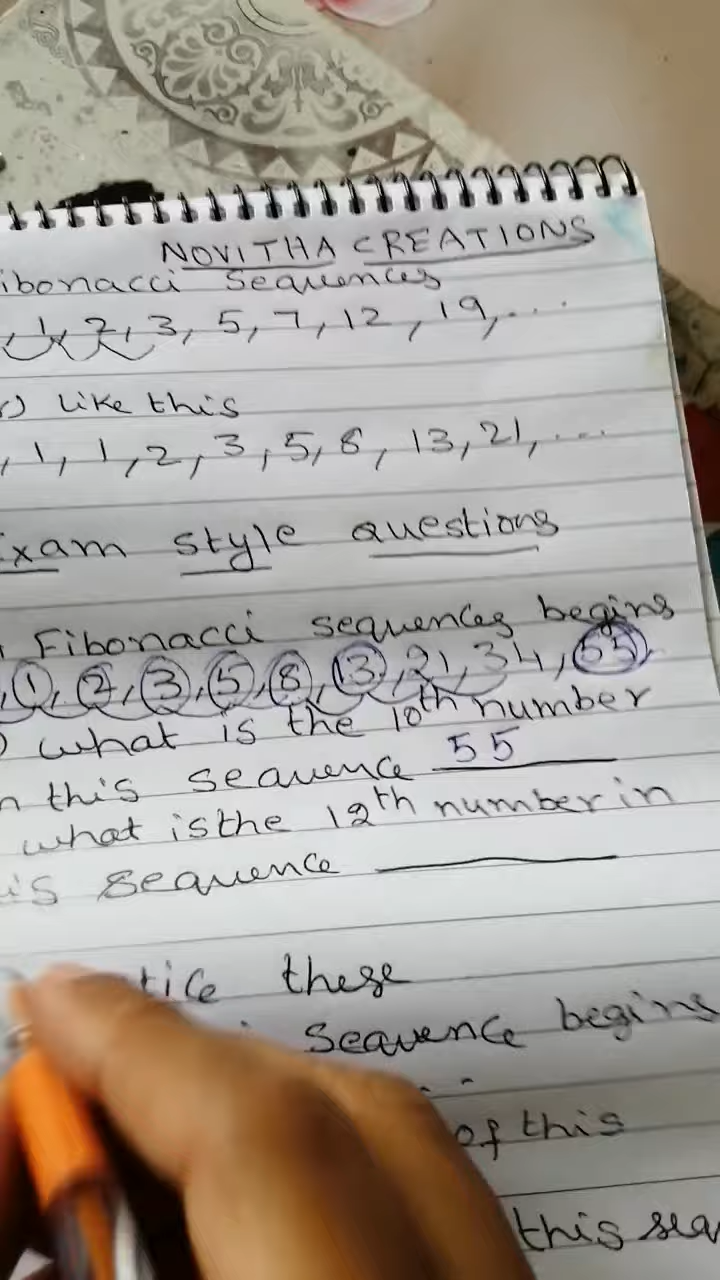 NOVITHA CREATIONS
ibonacci Sequences
, 1, 2, 3, 5, 7, 12, 19, ...
) Like this
, 1, 1, 2, 3, 5, 8, 13, 21, ...
Exam style questions
Fibonacci sequences begins
, 1, 2, 3, 5, 8, 13, 21, 34, 55
) what is the 10th number
n this sequence 55
what is the 12th number in
is sequence
tice these
sequence begins
of this
this seq